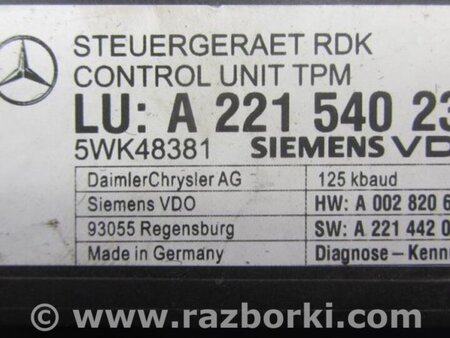 STEUERGERAET RDK
CONTROL UNIT TPM
LU: A 221 540 23
5WK48381 SIEMENS VD
DaimlerChrysler AG 125 kbaud
Siemens VDO HW: A 002 820 6
93055 Regensburg SW: A 221 442 0
Made in Germany Diagnose-Kenn
© www.razborki.com